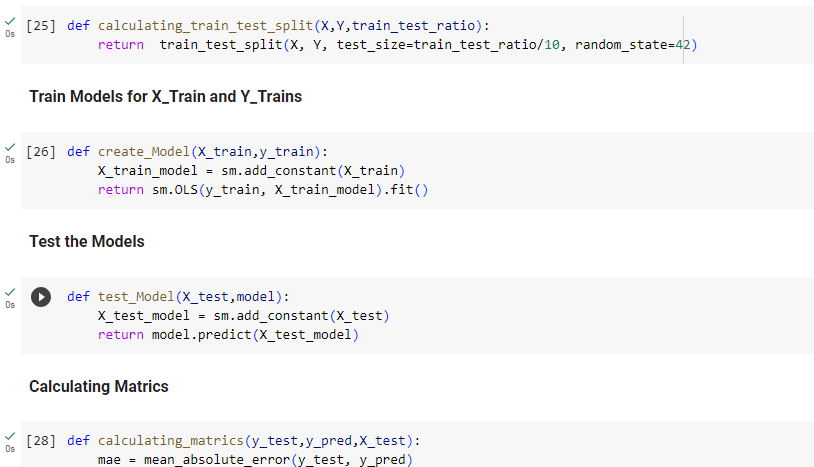 [25] def calculating_train_test_split(X,Y,train_test_ratio):
0s
return  train_test_split(X, Y, test_size=train_test_ratio/10, random_state=42)
Train Models for X_Train and Y_Trains
[26] def create_Model(X_train,y_train):
0s
X_train_model = sm.add_constant(X_train)
return sm.OLS(y_train, X_train_model).fit()
Test the Models
def test_Model(X_test,model):
0s
X_test_model = sm.add_constant(X_test)
return model.predict(X_test_model)
Calculating Matrics
[28] def calculating_matrics(y_test,y_pred,X_test):
0s
mae = mean_absolute_error(y_test, y_pred)